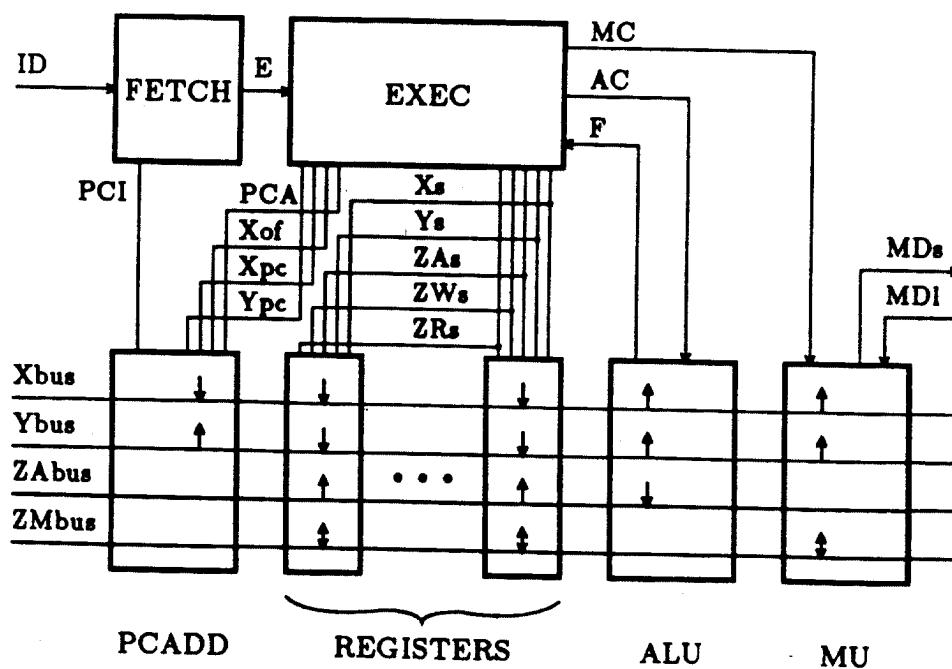 MC
ID
E
FETCH
EXEC
AC
F
PCI
PCA
Xs
Xof
Ys
Xpc
ZAs
MDs
Ypc
ZWs
MDl
ZRs
Xbus
Ybus
ZAbus
ZMbus
PCADD
REGISTERS
ALU
MU